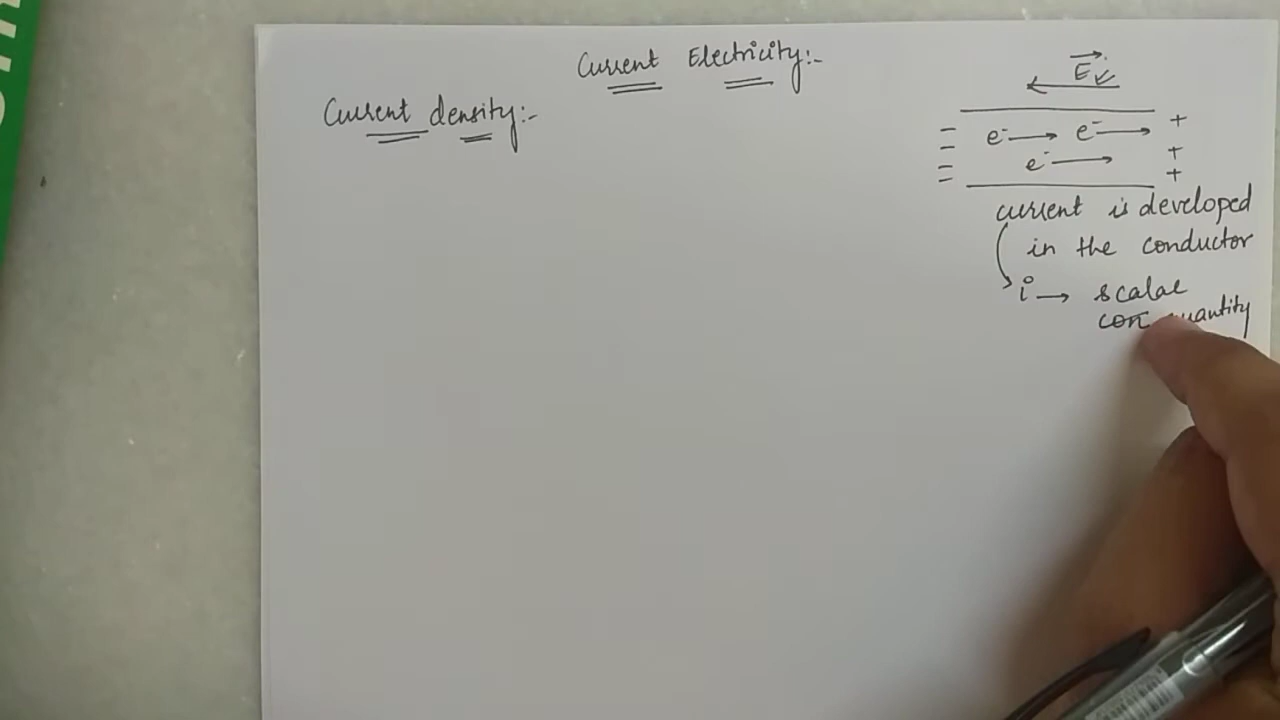 Current Electricity:-
Current density:-
E
e⁻ → e⁻ →
e⁻ →
- - - -
+ + +
current is developed
in the conductor
i → scalar
quantity